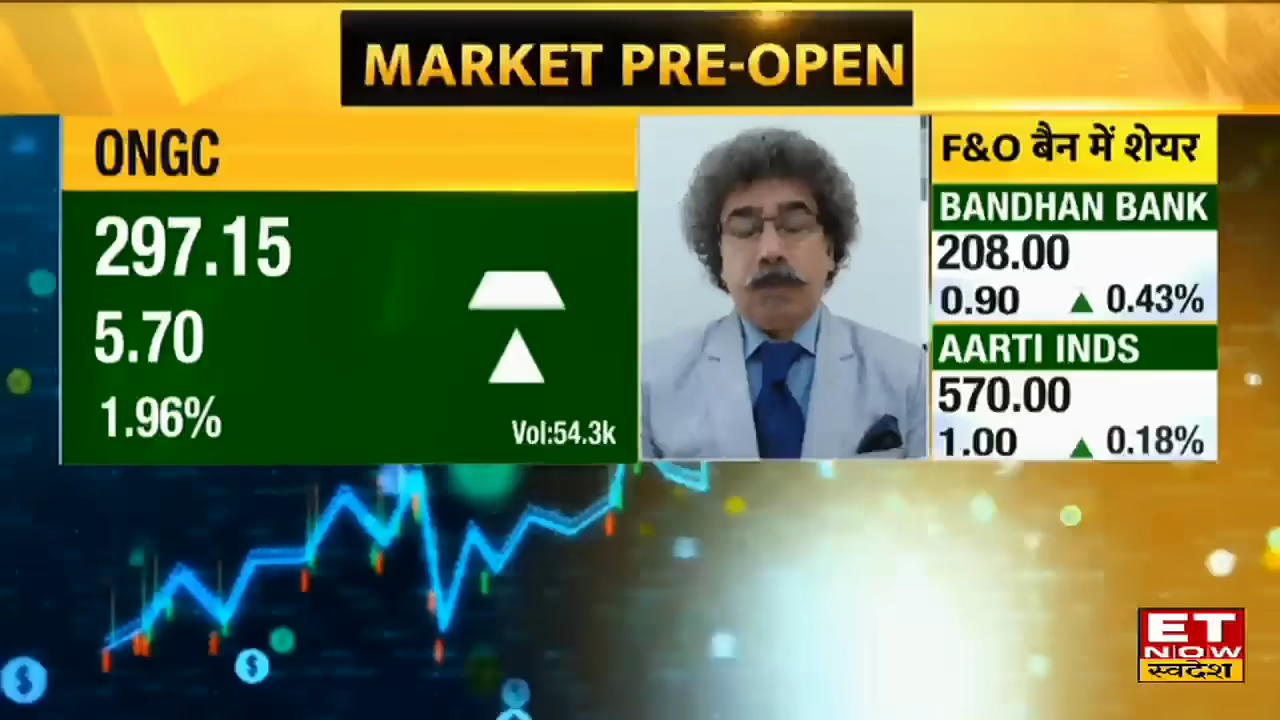 MARKET PRE-OPEN
ONGC
297.15
5.70
1.96%
Vol:54.3k
F&O बैन में शेयर
BANDHAN BANK
208.00
0.90 ▲ 0.43%
AARTI INDS
570.00
1.00 ▲ 0.18%
$
$
$
ET
NOW
स्वदेश